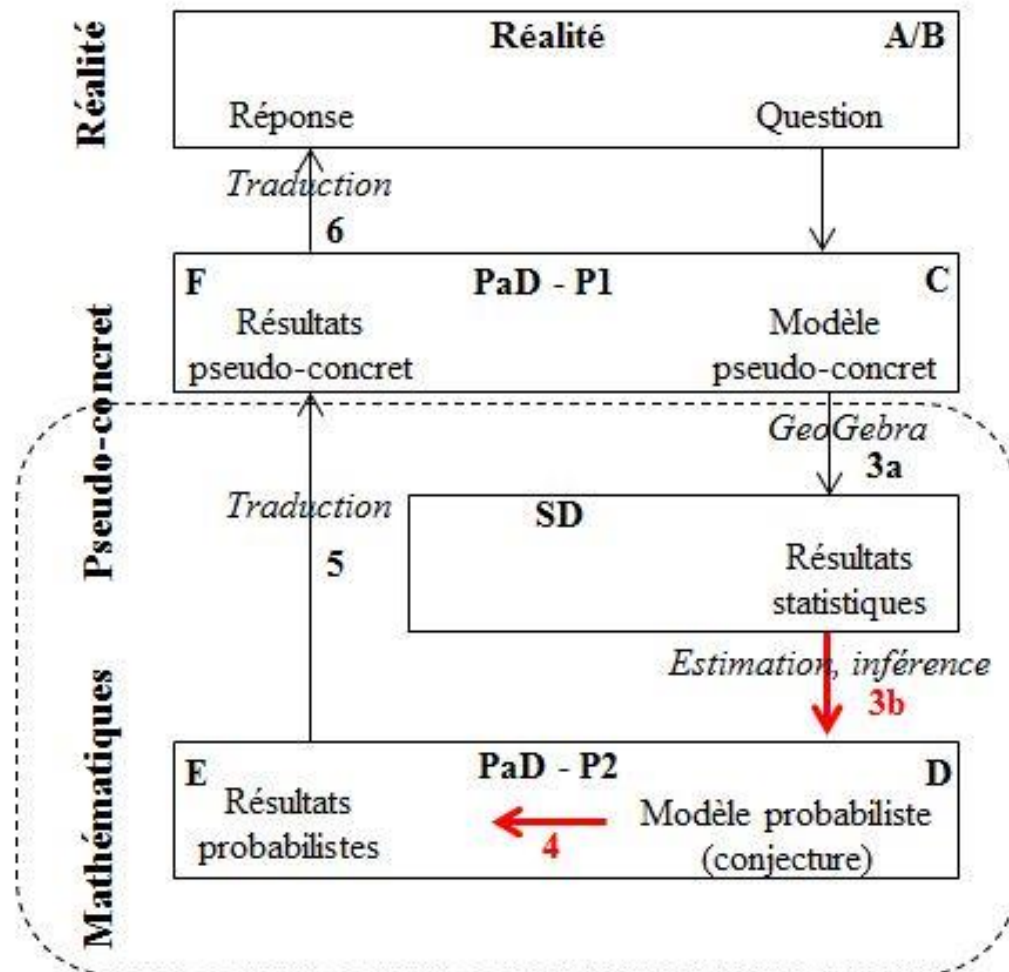 Réalité
Réalité
A/B
Réponse
Question
Traduction
6
Pseudo-concret
F
PaD - P1
C
Résultats
pseudo-concret
Modèle
pseudo-concret
GeoGebra
3a
Traduction
5
SD
Résultats
statistiques
Estimation, inférence
3b
Mathématiques
E
PaD - P2
D
Résultats
probabilistes
4
Modèle probabiliste
(conjecture)